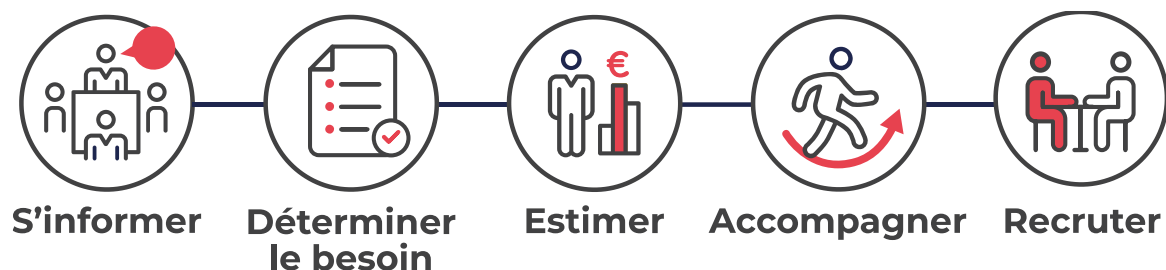 €
S’informer
Déterminer
le besoin
Estimer
Accompagner
Recruter